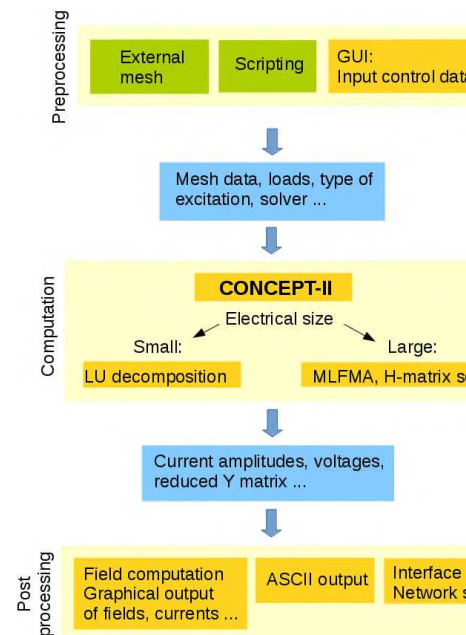 Preprocessing
External
mesh
Scripting
GUI:
Input control data
Mesh data, loads, type of
excitation, solver ...
Computation
CONCEPT-II
Electrical size
Small:
LU decomposition
Large:
MLFMA, H-matrix
Current amplitudes, voltages,
reduced Y matrix ...
Post
processing
Field computation
Graphical output
of fields, currents ...
ASCII output
Interface
Network